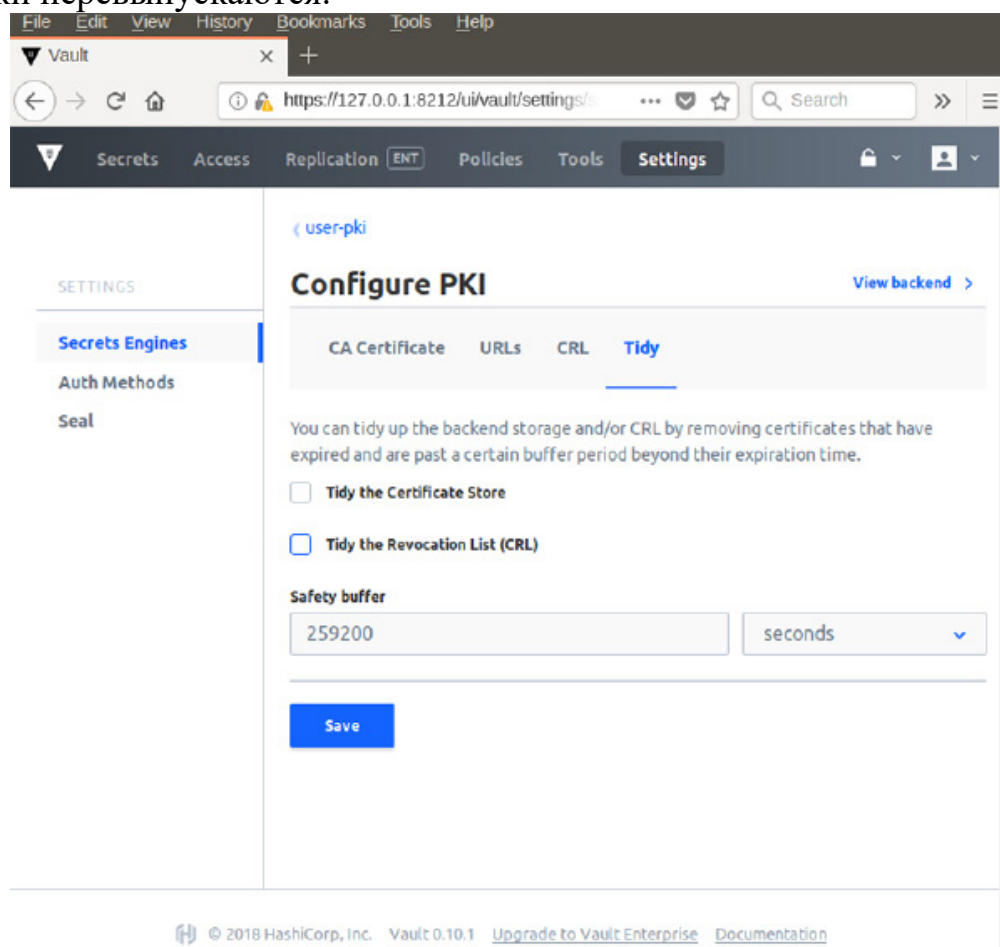 ки перевыпускаются.
File Edit View History Bookmarks Tools Help
Vault
https://127.0.0.1:8212/ui/vault/settings/s
Search
Secrets Access Replication ENT Policies Tools Settings
user-pki
SETTINGS
Configure PKI
View backend
Secrets Engines
Auth Methods
Seal
CA Certificate URLs CRL Tidy
You can tidy up the backend storage and/or CRL by removing certificates that have
expired and are past a certain buffer period beyond their expiration time.
Tidy the Certificate Store
Tidy the Revocation List (CRL)
Safety buffer
259200 seconds
Save
© 2018 HashiCorp, Inc. Vault 0.10.1 Upgrade to Vault Enterprise Documentation